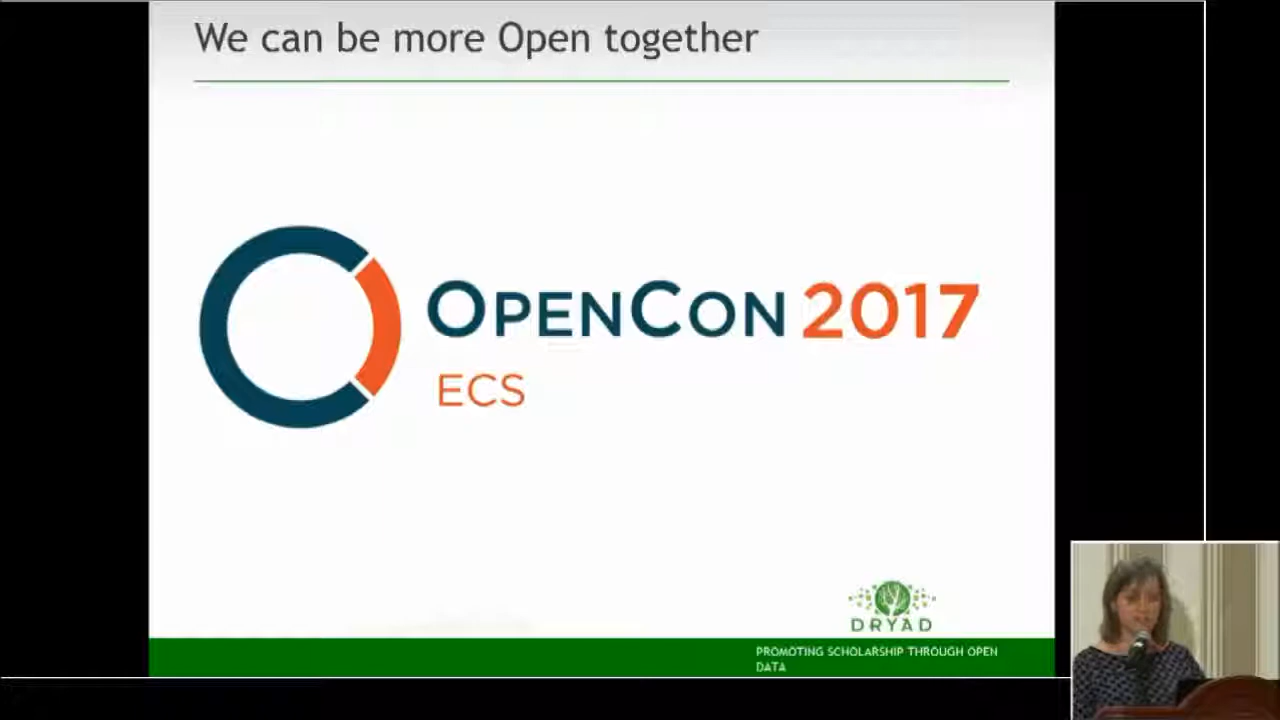 We can be more Open together
OPENCON 2017
ECS
DRYAD
PROMOTING SCHOLARSHIP THROUGH OPEN
DATA